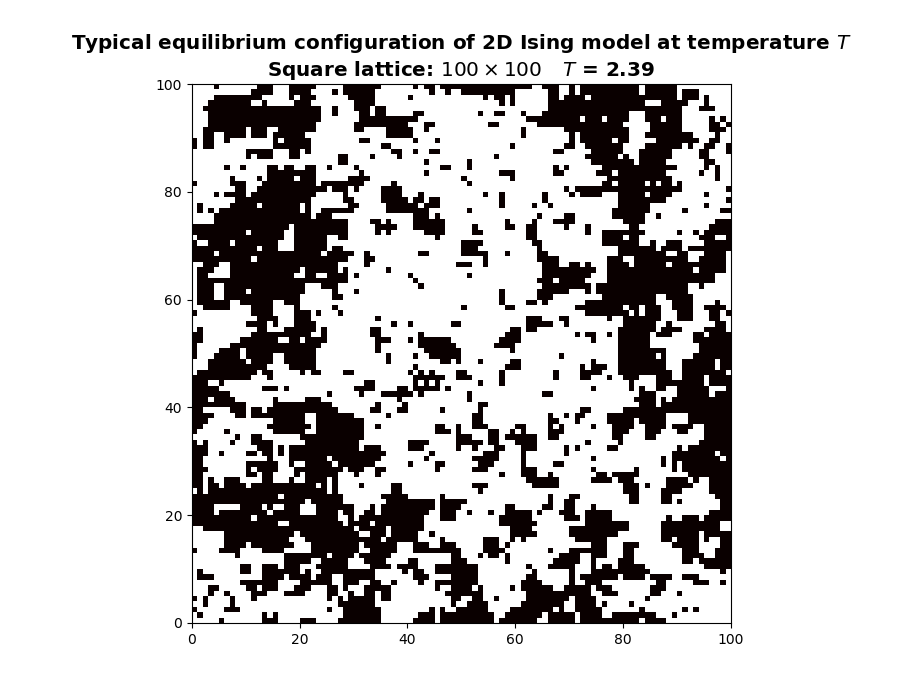 Typical equilibrium configuration of 2D Ising model at temperature T
Square lattice: 100 × 100 T = 2.39
100
80
60
40
20
0
0 20 40 60 80 100